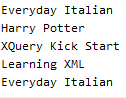 Everyday Italian
Harry Potter
XQuery Kick Start
Learning XML
Everyday Italian